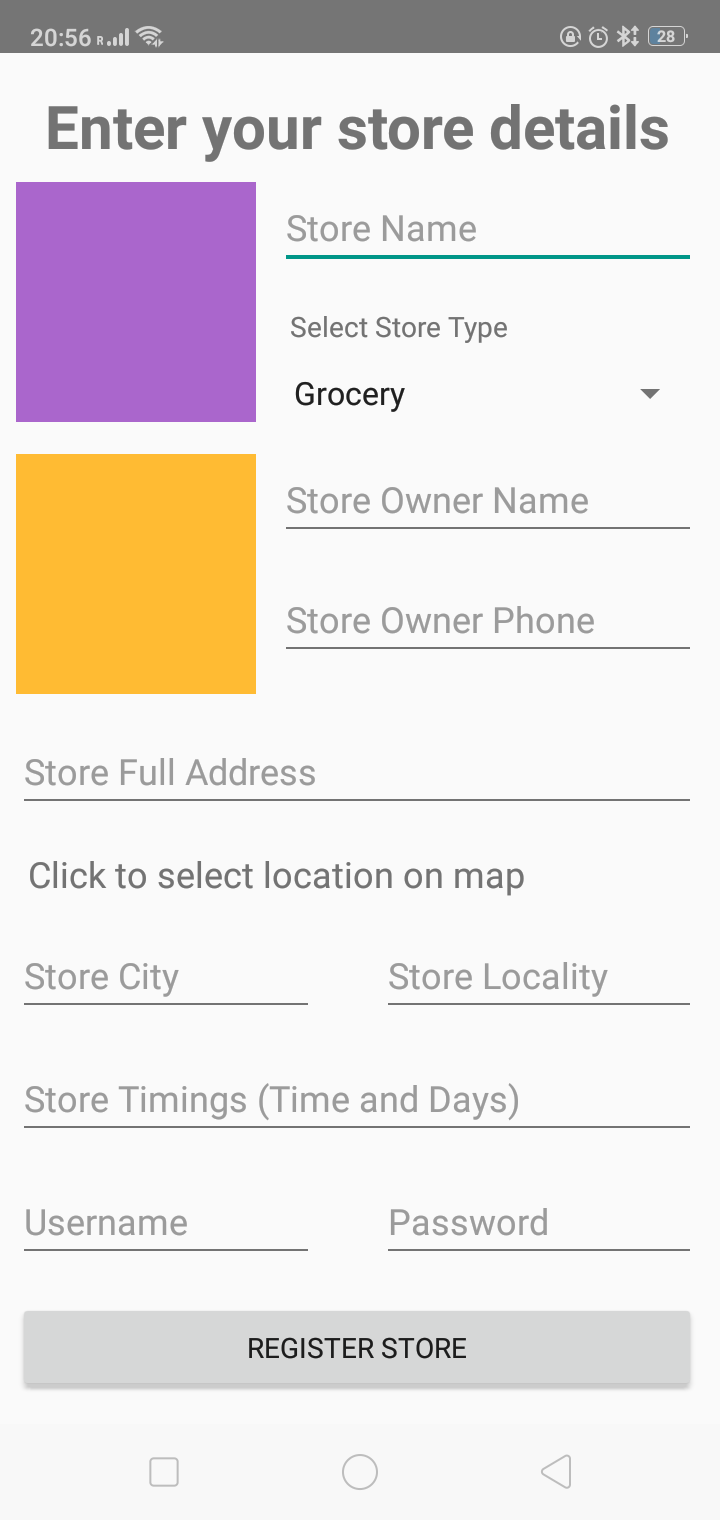 20:56 R 28
Enter your store details
Store Name
Select Store Type
Grocery
Store Owner Name
Store Owner Phone
Store Full Address
Click to select location on map
Store City Store Locality
Store Timings (Time and Days)
Username Password
REGISTER STORE